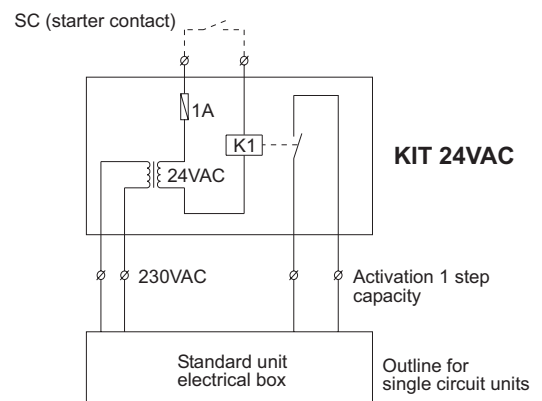 SC (starter contact)
1A
K1
KIT 24VAC
24VAC
230VAC
Activation 1 step
capacity
Standard unit
electrical box
Outline for
single circuit units